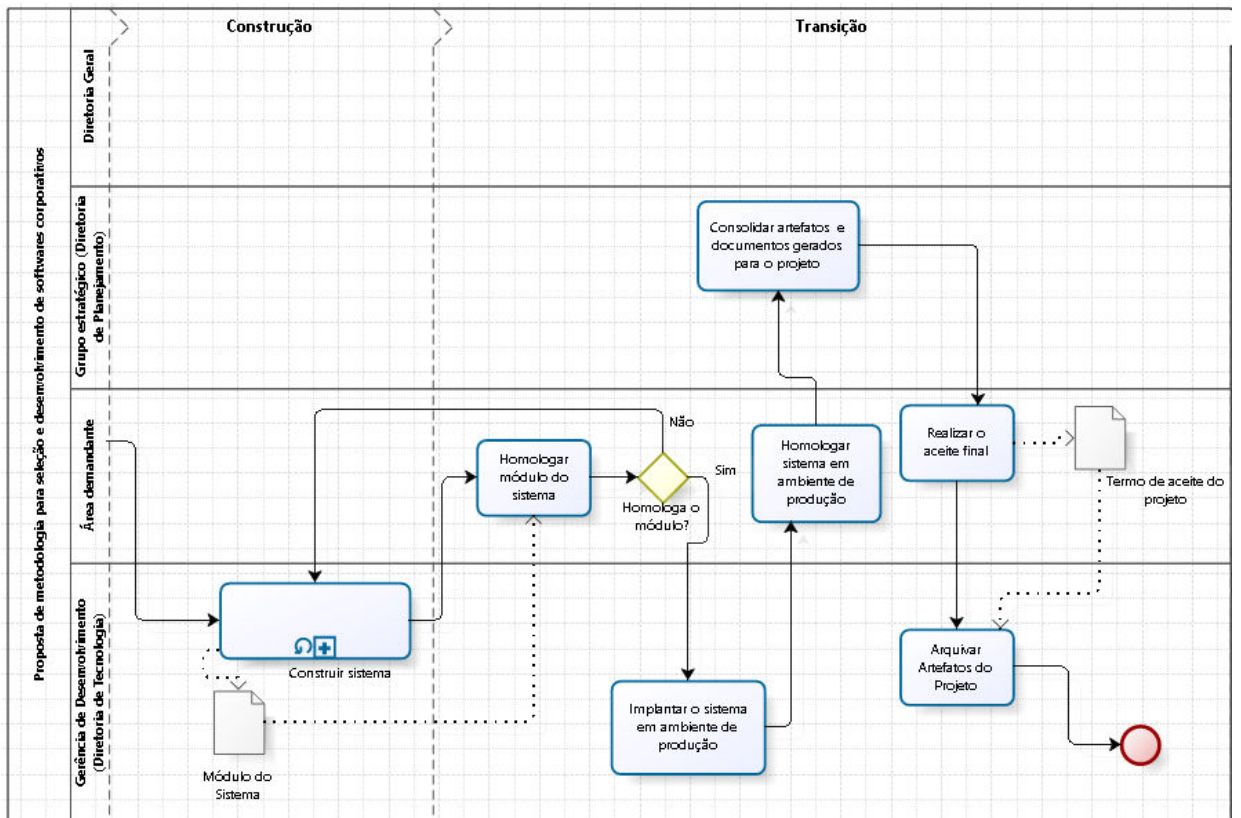 Construção
Transição
Proposta de metodologia para seleção e desenvolvimento de softwares corporativos
Diretoria Geral
Grupo estratégico (Diretoria
de Planejamento)
Consolidar artefatos e
documentos gerados
para o projeto
Área demandante
Não
Homologar
módulo do
sistema
Sim
Homologa o
módulo?
Homologar
sistema em
ambiente de
produção
Realizar o
aceite final
Termo de aceite do
projeto
Gerência de Desenvolvimento
(Diretoria de Tecnologia)
Construir sistema
Módulo do
Sistema
Implantar o sistema
em ambiente de
produção
Arquivar
Artefatos do
Projeto